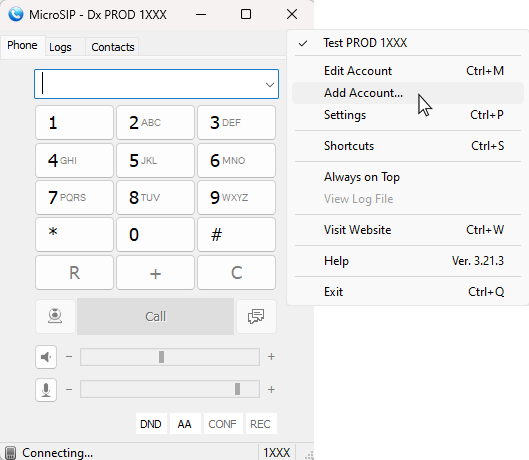 MicroSIP - Dx PROD 1XXX
Phone Logs Contacts
1 2 ABC 3 DEF
4 GHI 5 JKL 6 MNO
7 PQRS 8 TUV 9 WXYZ
* 0 #
R + C
Call
− +
− +
DND AA CONF REC
Connecting... 1XXX
✓ Test PROD 1XXX
Edit Account Ctrl+M
Add Account...
Settings Ctrl+P
Shortcuts Ctrl+S
Always on Top
View Log File
Visit Website Ctrl+W
Help Ver. 3.21.3
Exit Ctrl+Q